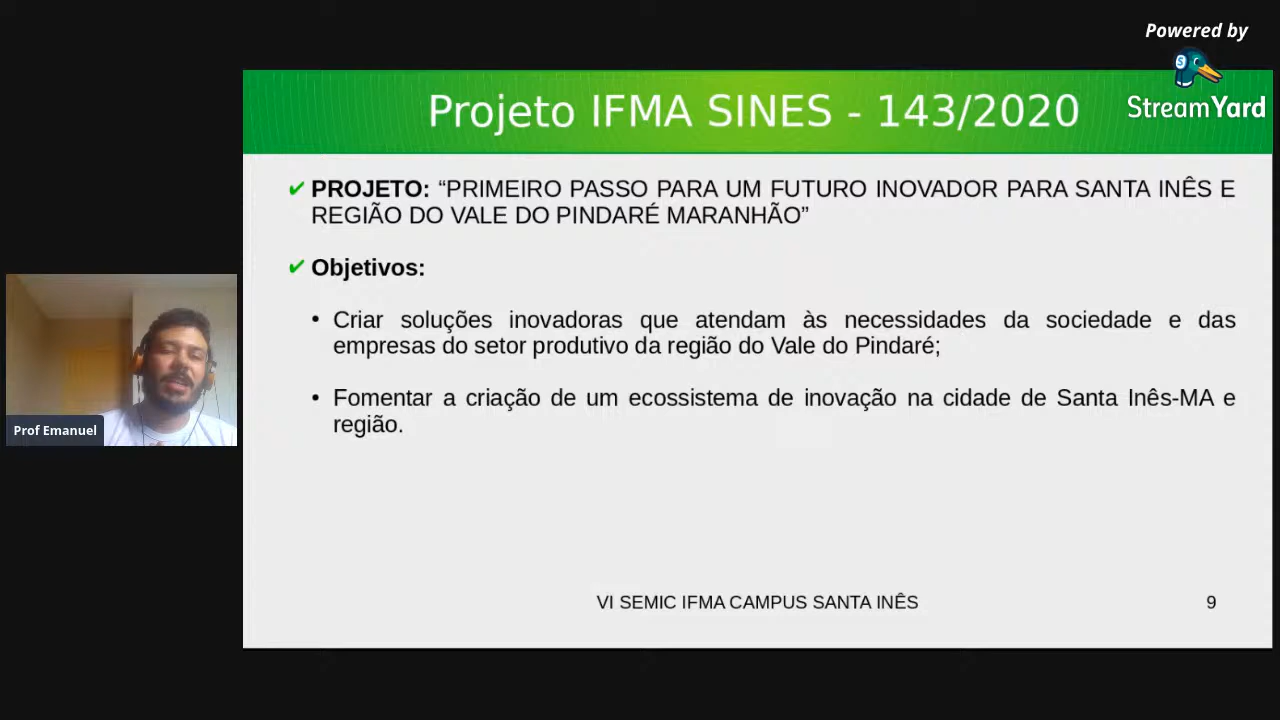 Powered by
StreamYard
Projeto IFMA SINES - 143/2020
✔ PROJETO: “PRIMEIRO PASSO PARA UM FUTURO INOVADOR PARA SANTA INÊS E
REGIÃO DO VALE DO PINDARÉ MARANHÃO”
✔ Objetivos:
• Criar soluções inovadoras que atendam às necessidades da sociedade e das
empresas do setor produtivo da região do Vale do Pindaré;
• Fomentar a criação de um ecossistema de inovação na cidade de Santa Inês-MA e
região.
Prof Emanuel
VI SEMIC IFMA CAMPUS SANTA INÊS
9